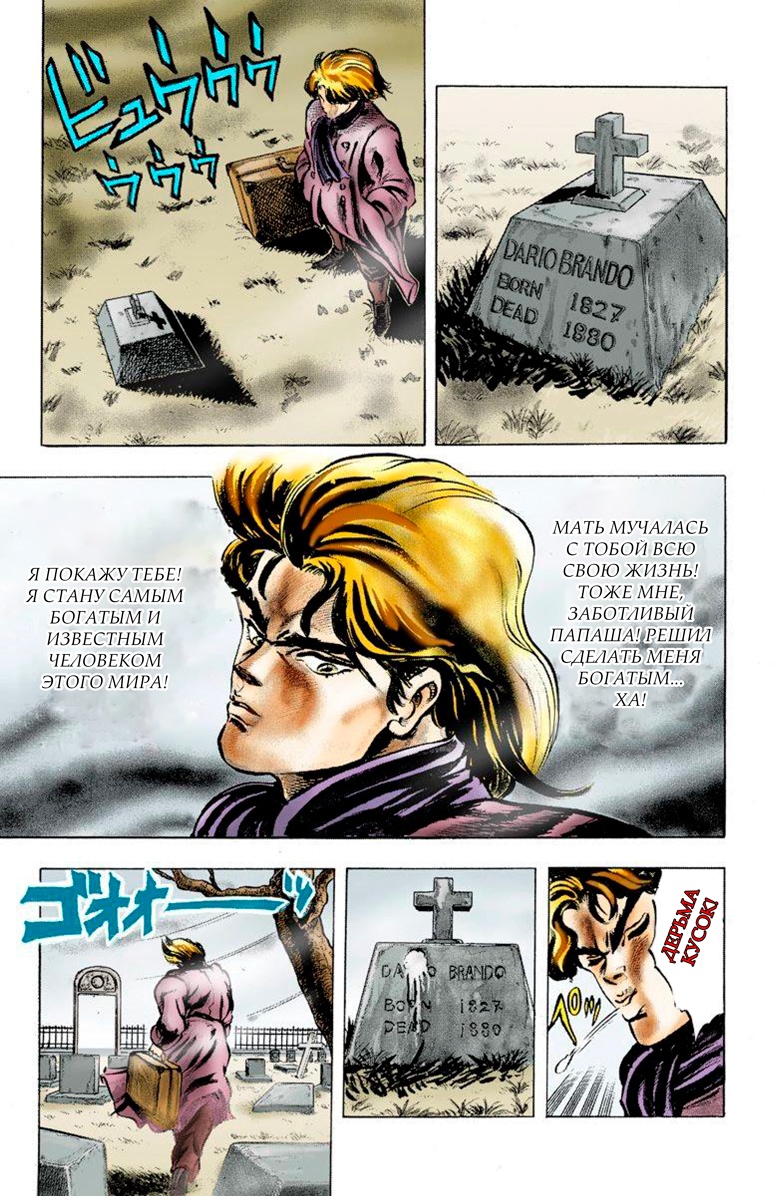 DARIO BRANDO
BORN 1827
DEAD 1880
ビュウウウ
ウウウ
МАТЬ МУЧАЛАСЬ
С ТОБОЙ ВСЮ
СВОЮ ЖИЗНЬ!
ТОЖЕ МНЕ,
ЗАБОТЛИВЫЙ
ПАПАША! РЕШИЛ
СДЕЛАТЬ МЕНЯ
БОГАТЫМ...
ХА!
Я ПОКАЖУ ТЕБЕ!
Я СТАНУ САМЫМ
БОГАТЫМ И
ИЗВЕСТНЫМ
ЧЕЛОВЕКОМ
ЭТОГО МИРА!
ДЕРЬМА
КУСОК!
ペッ
BRANDO
BORN 1827
DEAD 1880
ゴオオーッ